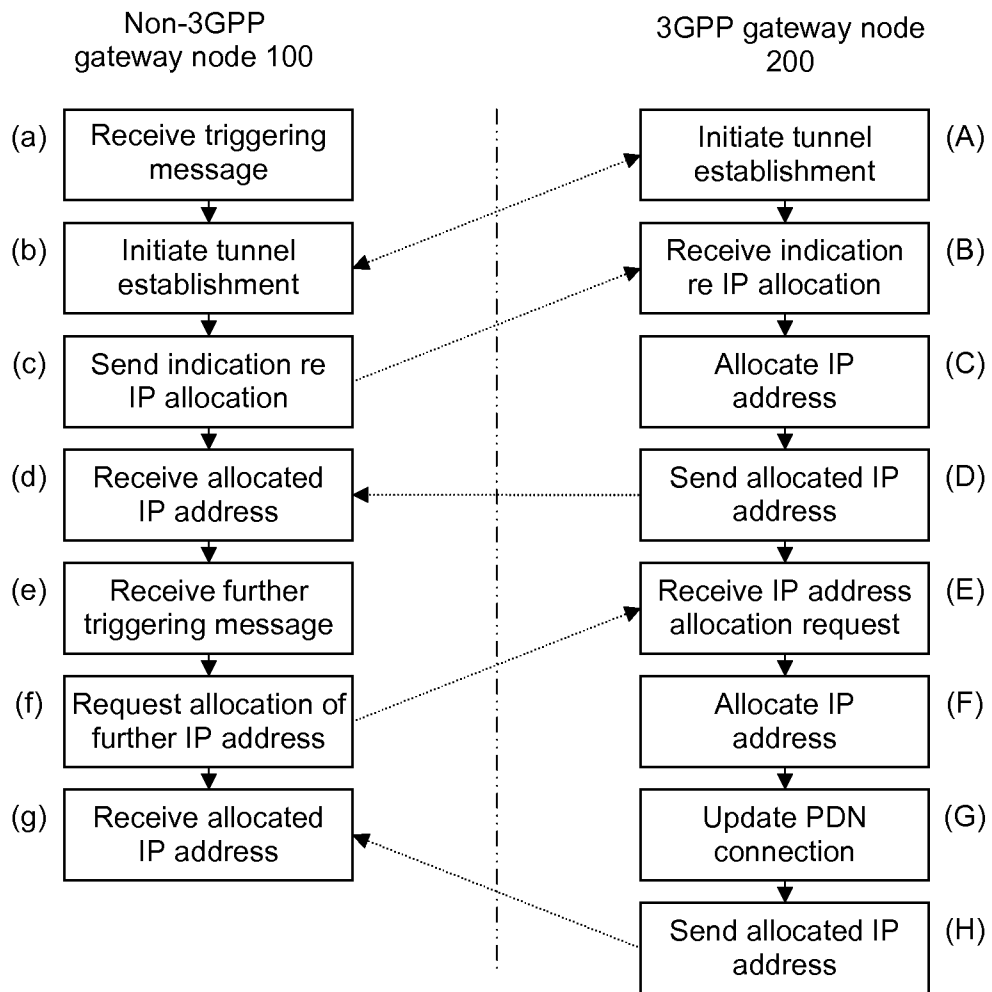 Non-3GPP
gateway node 100
3GPP gateway node
200
(a)
Receive triggering
message
(b)
Initiate tunnel
establishment
(c)
Send indication re
IP allocation
(d)
Receive allocated
IP address
(e)
Receive further
triggering message
(f)
Request allocation of
further IP address
(g)
Receive allocated
IP address
Initiate tunnel
establishment
(A)
Receive indication
re IP allocation
(B)
Allocate IP
address
(C)
Send allocated IP
address
(D)
Receive IP address
allocation request
(E)
Allocate IP
address
(F)
Update PDN
connection
(G)
Send allocated IP
address
(H)